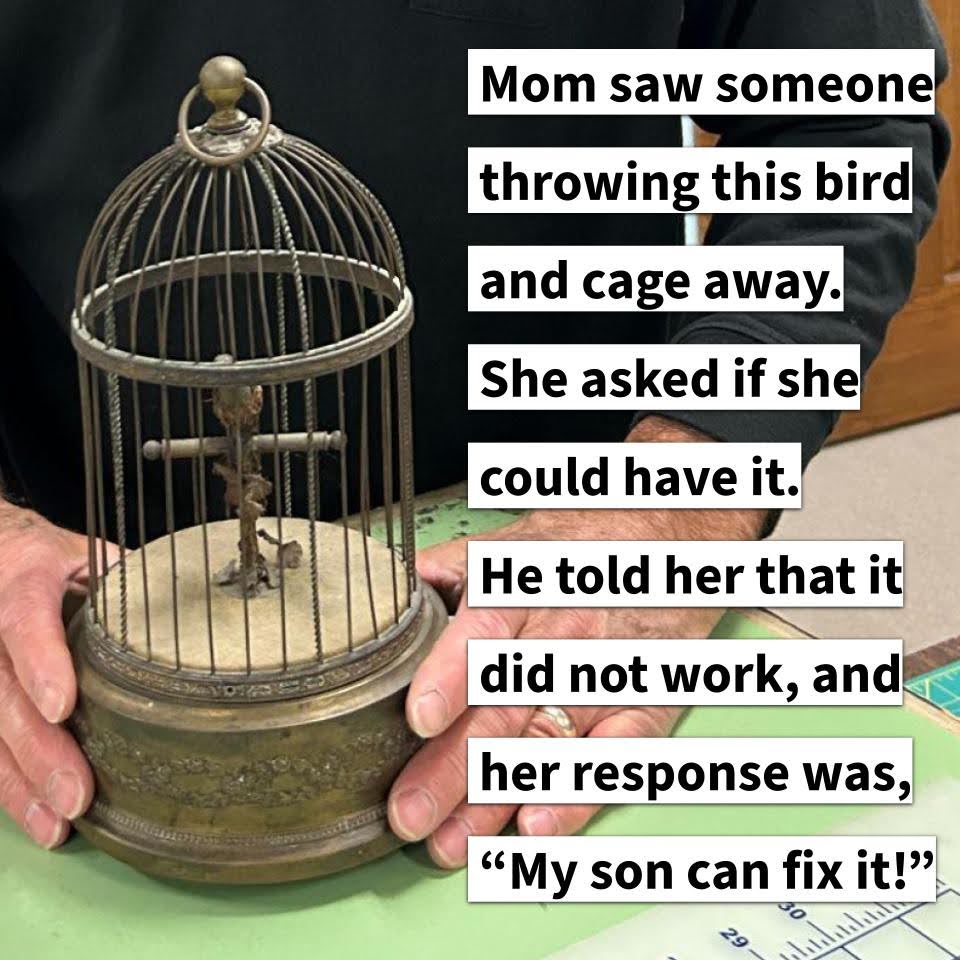 Mom saw someone
throwing this bird
and cage away.
She asked if she
could have it.
He told her that it
did not work, and
her response was,
“My son can fix it!”
30
29